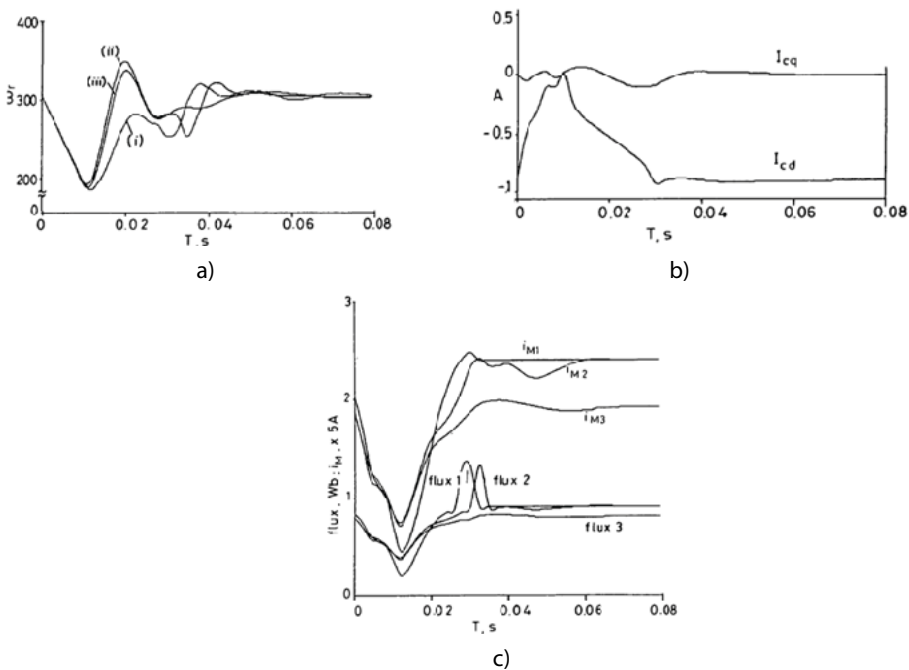 400
300
200
0
ωr
(ii)
(iii)
(i)
0 0.02 0.04 0.06 0.08
T, s
a)
0
A
-0.5
-1
Icq
Icd
0 0.02 0.04 0.06 0.08
T, s
b)
3
2
1
0
flux, Wb: iM, x 5A
iM1
iM2
iM3
flux 1
flux 2
flux 3
0 0.02 0.04 0.06 0.08
T, s
c)